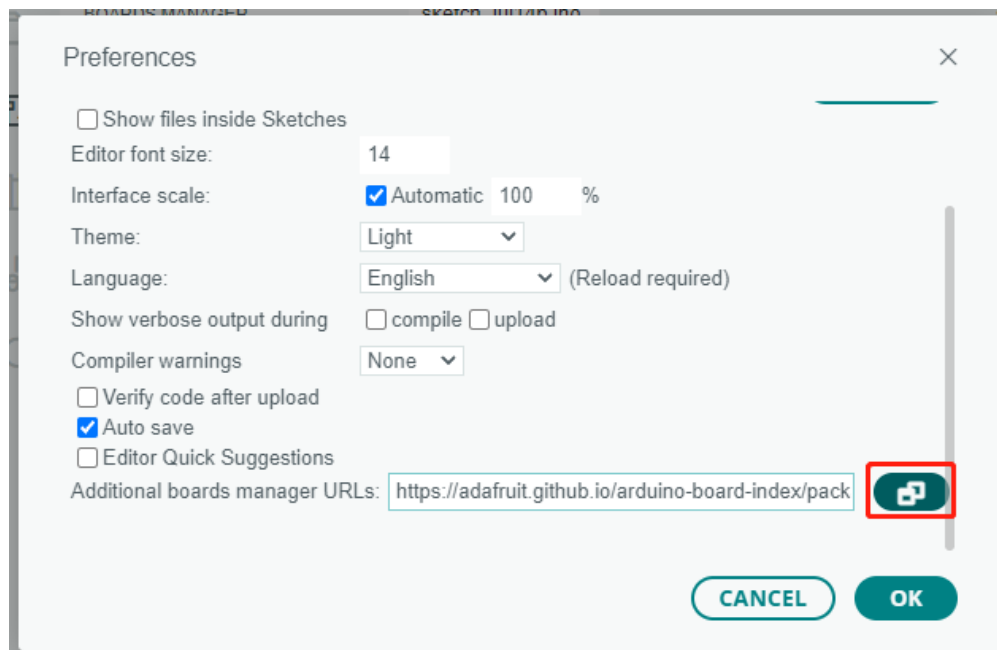 BOARDS MANAGER
Preferences
Show files inside Sketches
Editor font size: 14
Interface scale: Automatic 100 %
Theme: Light
Language: English (Reload required)
Show verbose output during compile upload
Compiler warnings None
Verify code after upload
Auto save
Editor Quick Suggestions
Additional boards manager URLs: https://adafruit.github.io/arduino-board-index/pack
CANCEL OK